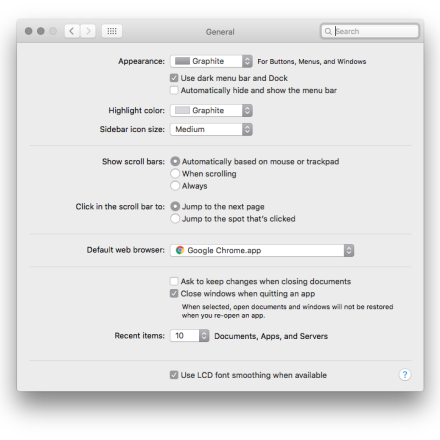 General
Search
Appearance: Graphite For Buttons, Menus, and Windows
Use dark menu bar and Dock
Automatically hide and show the menu bar
Highlight color: Graphite
Sidebar icon size: Medium
Show scroll bars: Automatically based on mouse or trackpad
When scrolling
Always
Click in the scroll bar to: Jump to the next page
Jump to the spot that's clicked
Default web browser: Google Chrome.app
Ask to keep changes when closing documents
Close windows when quitting an app
When selected, open documents and windows will not be restored
when you re-open an app.
Recent items: 10 Documents, Apps, and Servers
Use LCD font smoothing when available ?